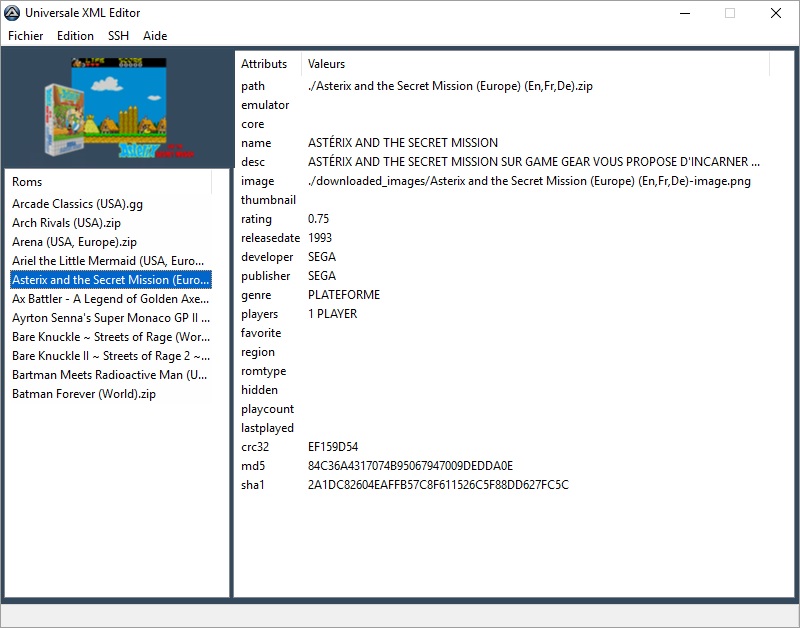 Universale XML Editor
Fichier Edition SSH Aide
Roms
Arcade Classics (USA).gg
Arch Rivals (USA).zip
Arena (USA, Europe).zip
Ariel the Little Mermaid (USA, Euro...
Asterix and the Secret Mission (Euro...
Ax Battler - A Legend of Golden Axe...
Ayrton Senna's Super Monaco GP II ...
Bare Knuckle ~ Streets of Rage (Wor...
Bare Knuckle II ~ Streets of Rage 2 ~...
Bartman Meets Radioactive Man (U...
Batman Forever (World).zip
Attributs Valeurs
path ./Asterix and the Secret Mission (Europe) (En,Fr,De).zip
emulator
core
name ASTÉRIX AND THE SECRET MISSION
desc ASTÉRIX AND THE SECRET MISSION SUR GAME GEAR VOUS PROPOSE D'INCARNER ...
image ./downloaded_images/Asterix and the Secret Mission (Europe) (En,Fr,De)-image.png
thumbnail
rating 0.75
releasedate 1993
developer SEGA
publisher SEGA
genre PLATEFORME
players 1 PLAYER
favorite
region
romtype
hidden
playcount
lastplayed
crc32 EF159D54
md5 84C36A4317074B95067947009DEDDA0E
sha1 2A1DC82604EAFFB57C8F611526C5F88DD627FC5C